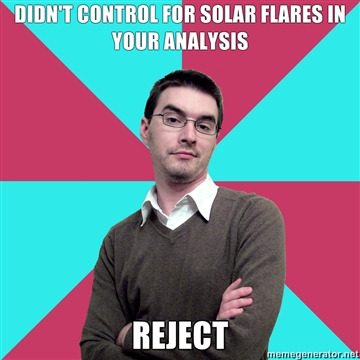 DIDN'T CONTROL FOR SOLAR FLARES IN
YOUR ANALYSIS
REJECT
memegenerator.net